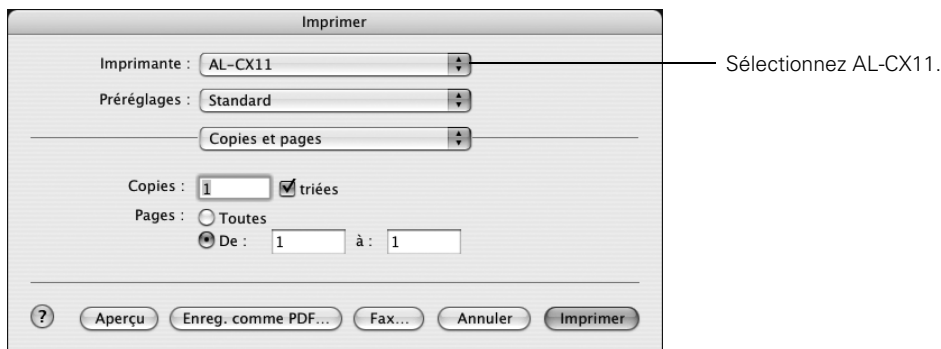 Imprimer
Imprimante : AL-CX11
Sélectionnez AL-CX11.
Préréglages : Standard
Copies et pages
Copies : 1 triées
Pages : Toutes
De : 1 à : 1
? Aperçu Enreg. comme PDF... Fax... Annuler Imprimer